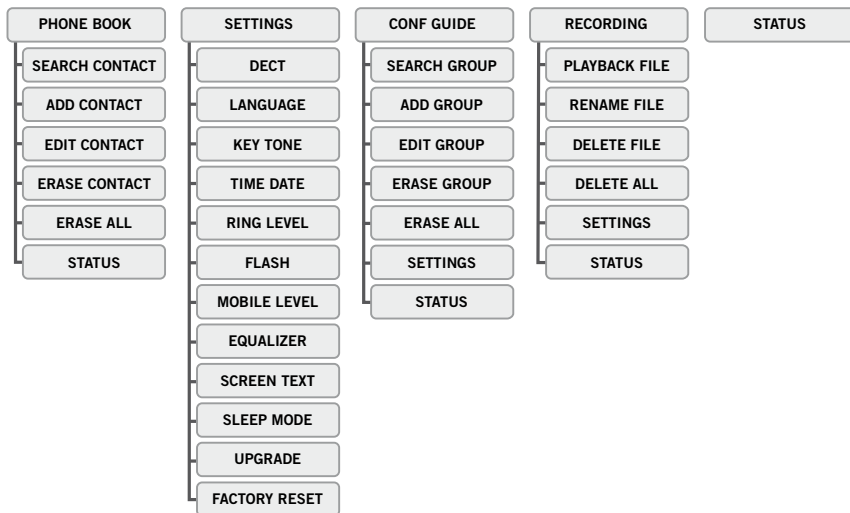 PHONE BOOK
SEARCH CONTACT
ADD CONTACT
EDIT CONTACT
ERASE CONTACT
ERASE ALL
STATUS
SETTINGS
DECT
LANGUAGE
KEY TONE
TIME DATE
RING LEVEL
FLASH
MOBILE LEVEL
EQUALIZER
SCREEN TEXT
SLEEP MODE
UPGRADE
FACTORY RESET
CONF GUIDE
SEARCH GROUP
ADD GROUP
EDIT GROUP
ERASE GROUP
ERASE ALL
SETTINGS
STATUS
RECORDING
PLAYBACK FILE
RENAME FILE
DELETE FILE
DELETE ALL
SETTINGS
STATUS
STATUS